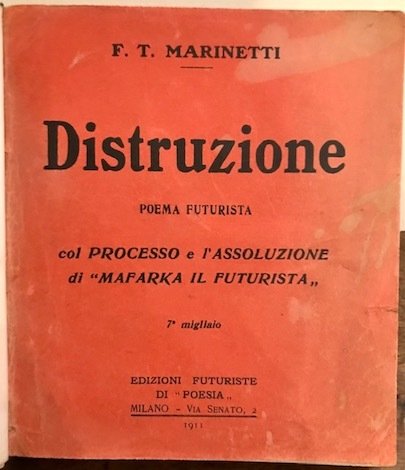 F. T. MARINETTI
Distruzione
POEMA FUTURISTA
col PROCESSO e l'ASSOLUZIONE
di "MAFARKA IL FUTURISTA„
7º migliaio
EDIZIONI FUTURISTE
DI "POESIA„
MILANO - VIA SENATO, 2
1911